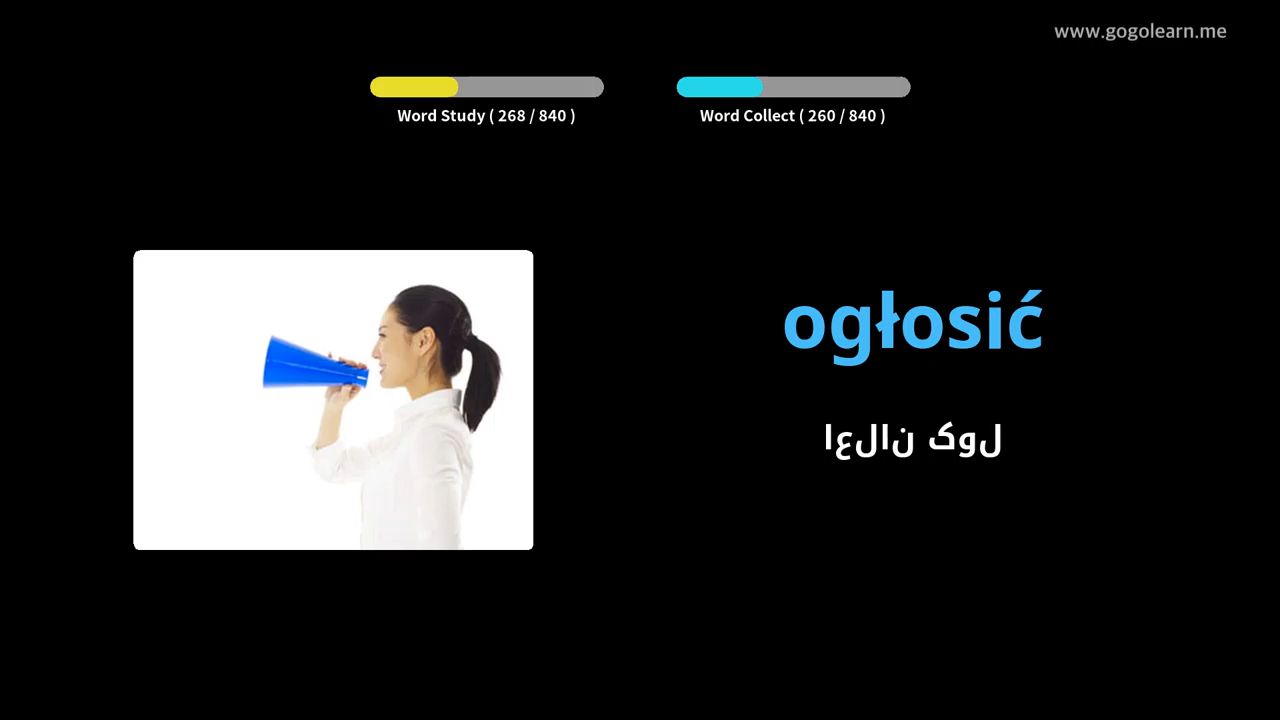 www.gogolearn.me
Word Study ( 268 / 840 )
Word Collect ( 260 / 840 )
ogłosić
اعلان کول